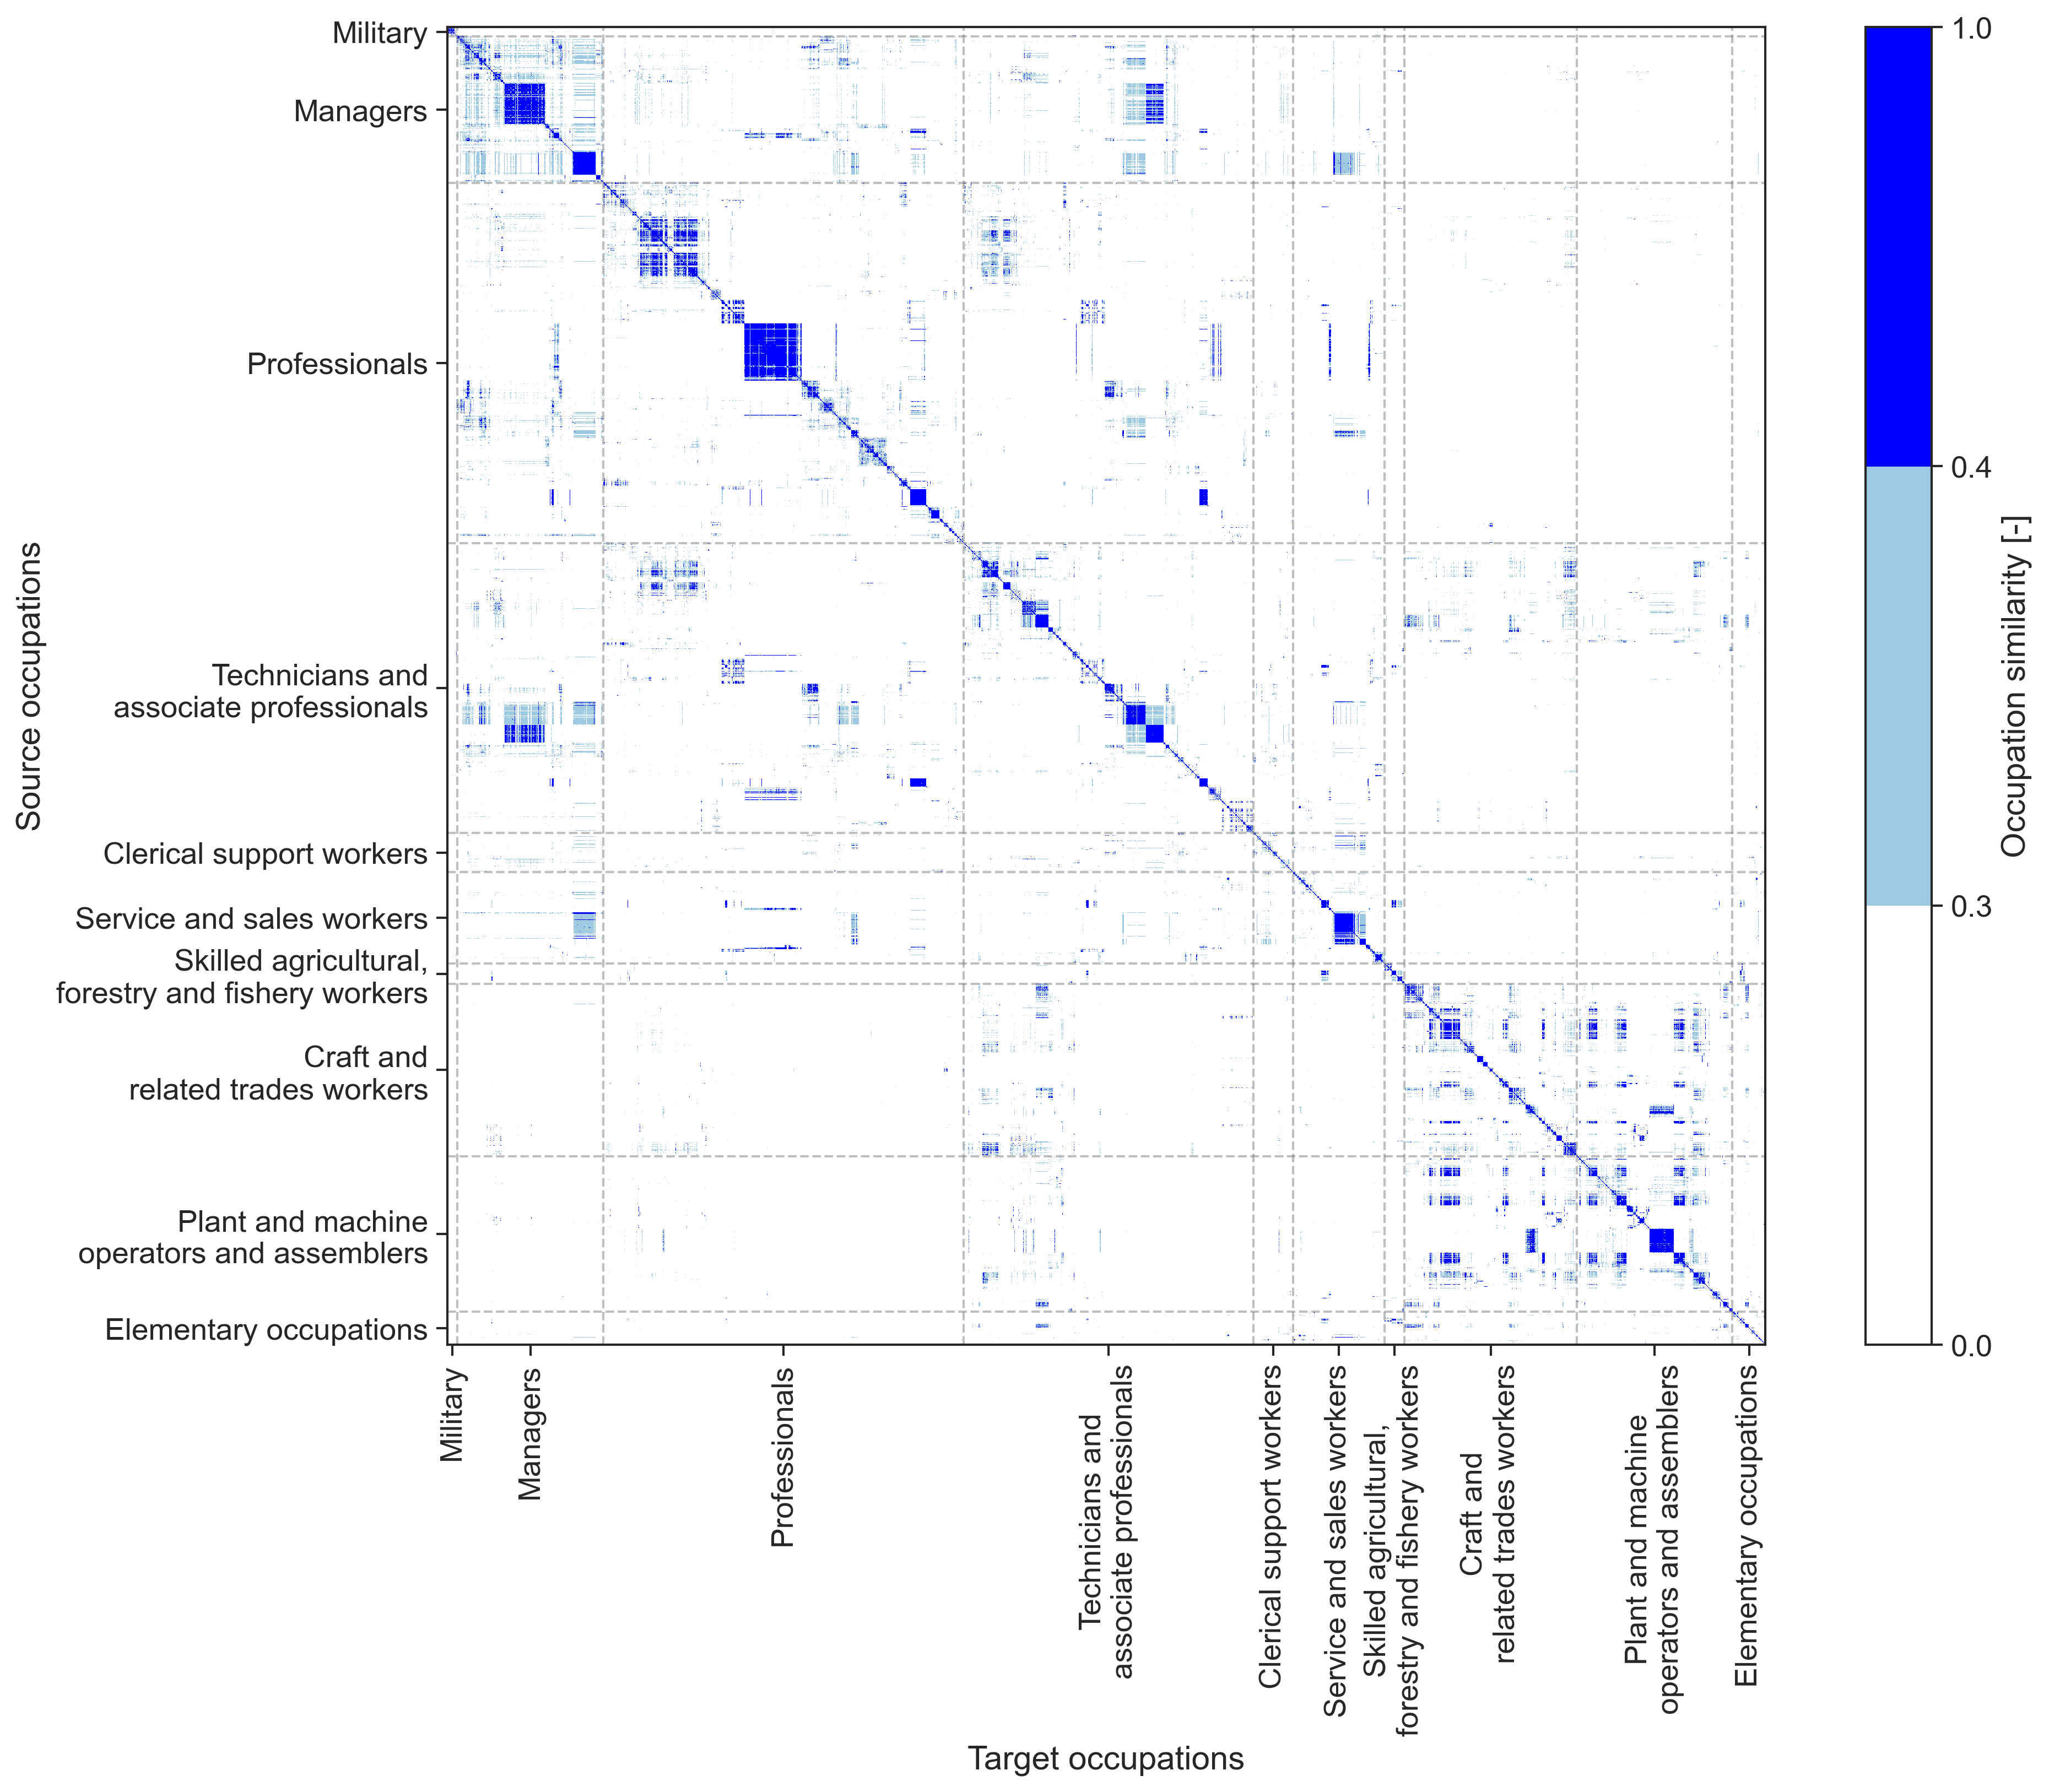 Military
Managers
Professionals
Technicians and
associate professionals
Clerical support workers
Service and sales workers
Skilled agricultural,
forestry and fishery workers
Craft and
related trades workers
Plant and machine
operators and assemblers
Elementary occupations
Source occupations
Military
Managers
Professionals
Technicians and
associate professionals
Clerical support workers
Service and sales workers
Skilled agricultural,
forestry and fishery workers
Craft and
related trades workers
Plant and machine
operators and assemblers
Elementary occupations
Target occupations
1.0
0.4
0.3
0.0
Occupation similarity [-]